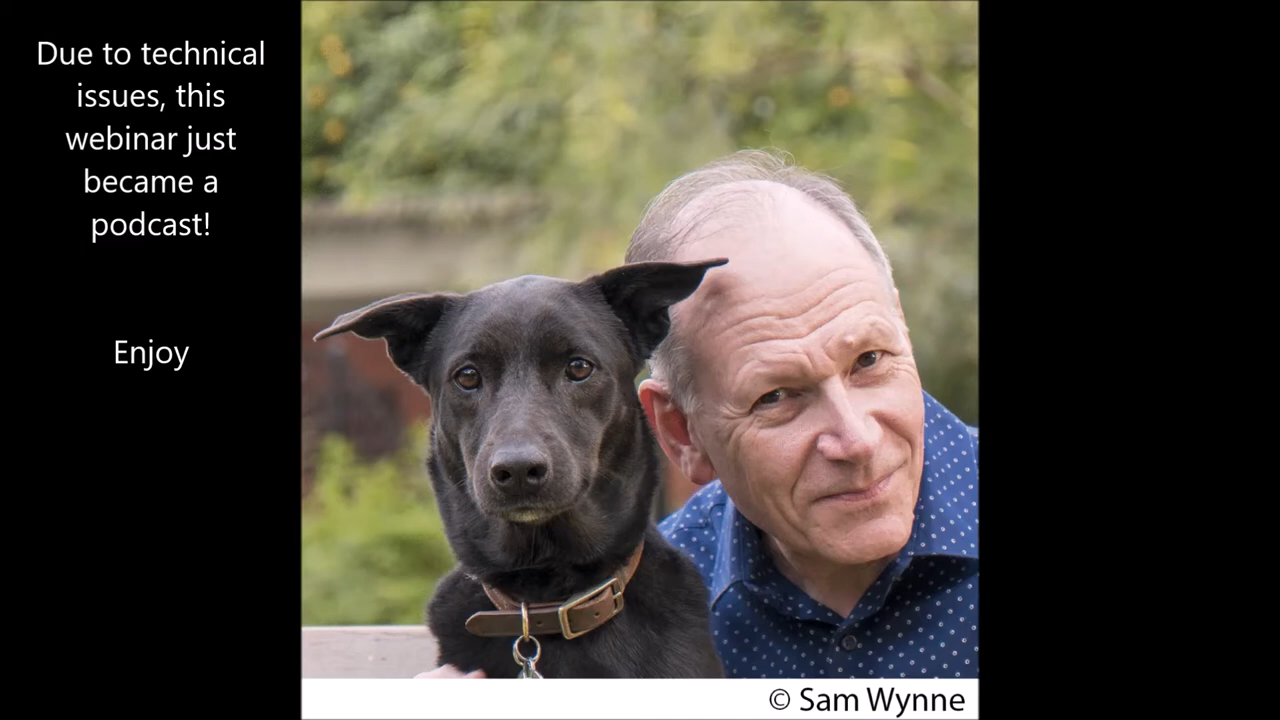 Due to technical
issues, this
webinar just
became a
podcast!
Enjoy
© Sam Wynne